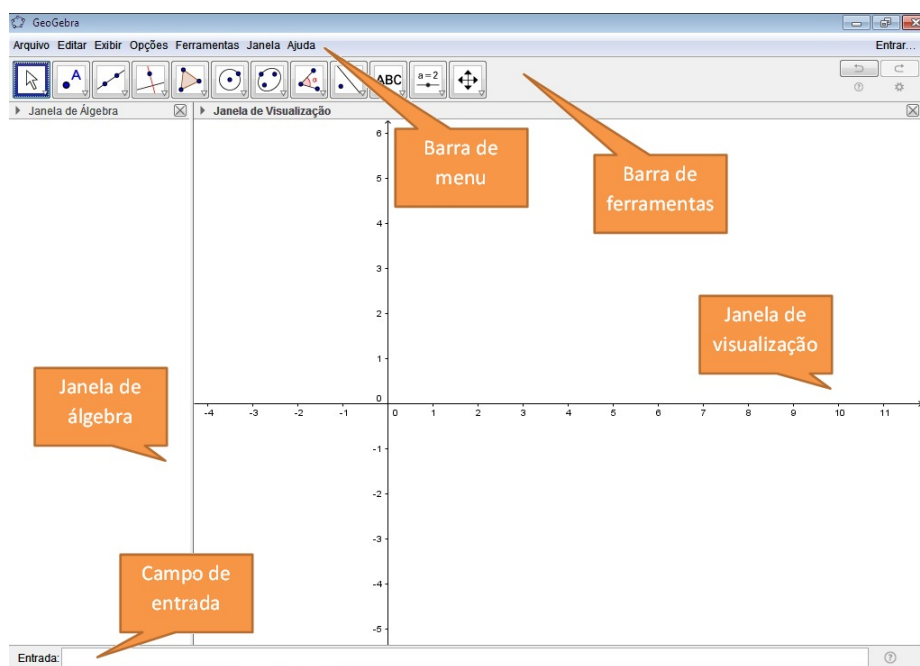 GeoGebra
Arquivo Editar Exibir Opções Ferramentas Janela Ajuda
Entrar...
A
α
ABC
a=2
Janela de Álgebra
Janela de Visualização
Barra de
menu
Barra de
ferramentas
Janela de
visualização
Janela de
álgebra
Campo de
entrada
6
5
4
3
2
1
0
-4 -3 -2 -1 0 1 2 3 4 5 6 7 8 9 10 11
-1
-2
-3
-4
-5
Entrada: